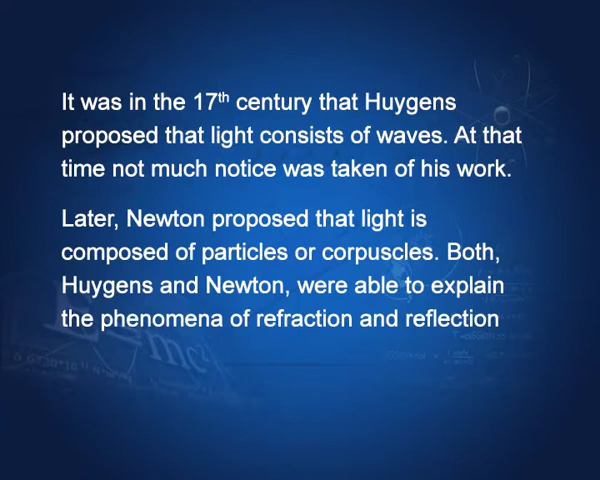 It was in the 17th century that Huygens
proposed that light consists of waves. At that
time not much notice was taken of his work.
Later, Newton proposed that light is
composed of particles or corpuscles. Both,
Huygens and Newton, were able to explain
the phenomena of refraction and reflection